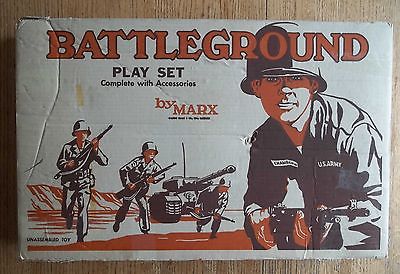 BATTLEGROUND
PLAY SET
Complete with Accessories
by MARX
U.S. ARMY
UNASSEMBLED TOY